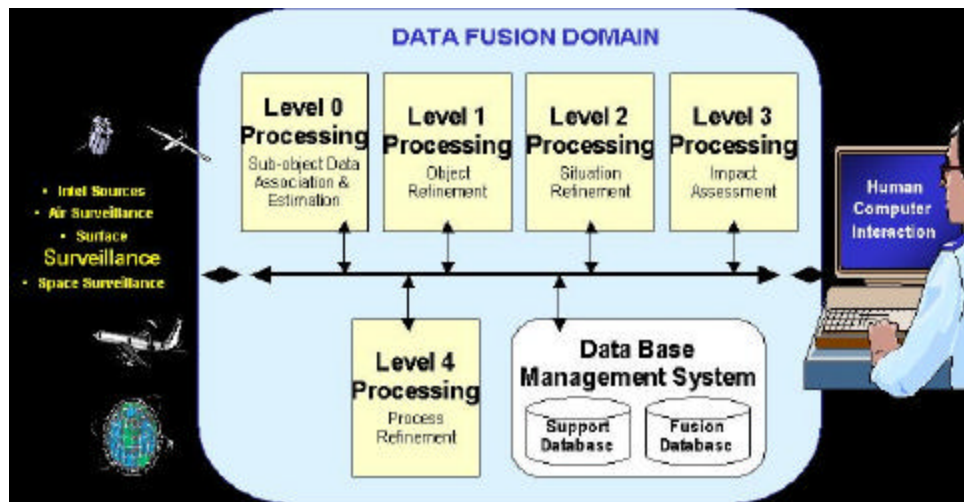 DATA FUSION DOMAIN
Level 0
Processing
Sub-object Data
Association &
Estimation
Level 1
Processing
Object
Refinement
Level 2
Processing
Situation
Refinement
Level 3
Processing
Impact
Assessment
• Intel Sources
• Air Surveillance
• Surface
Surveillance
• Space Surveillance
Human
Computer
Interaction
Level 4
Processing
Process
Refinement
Data Base
Management System
Support
Database
Fusion
Database